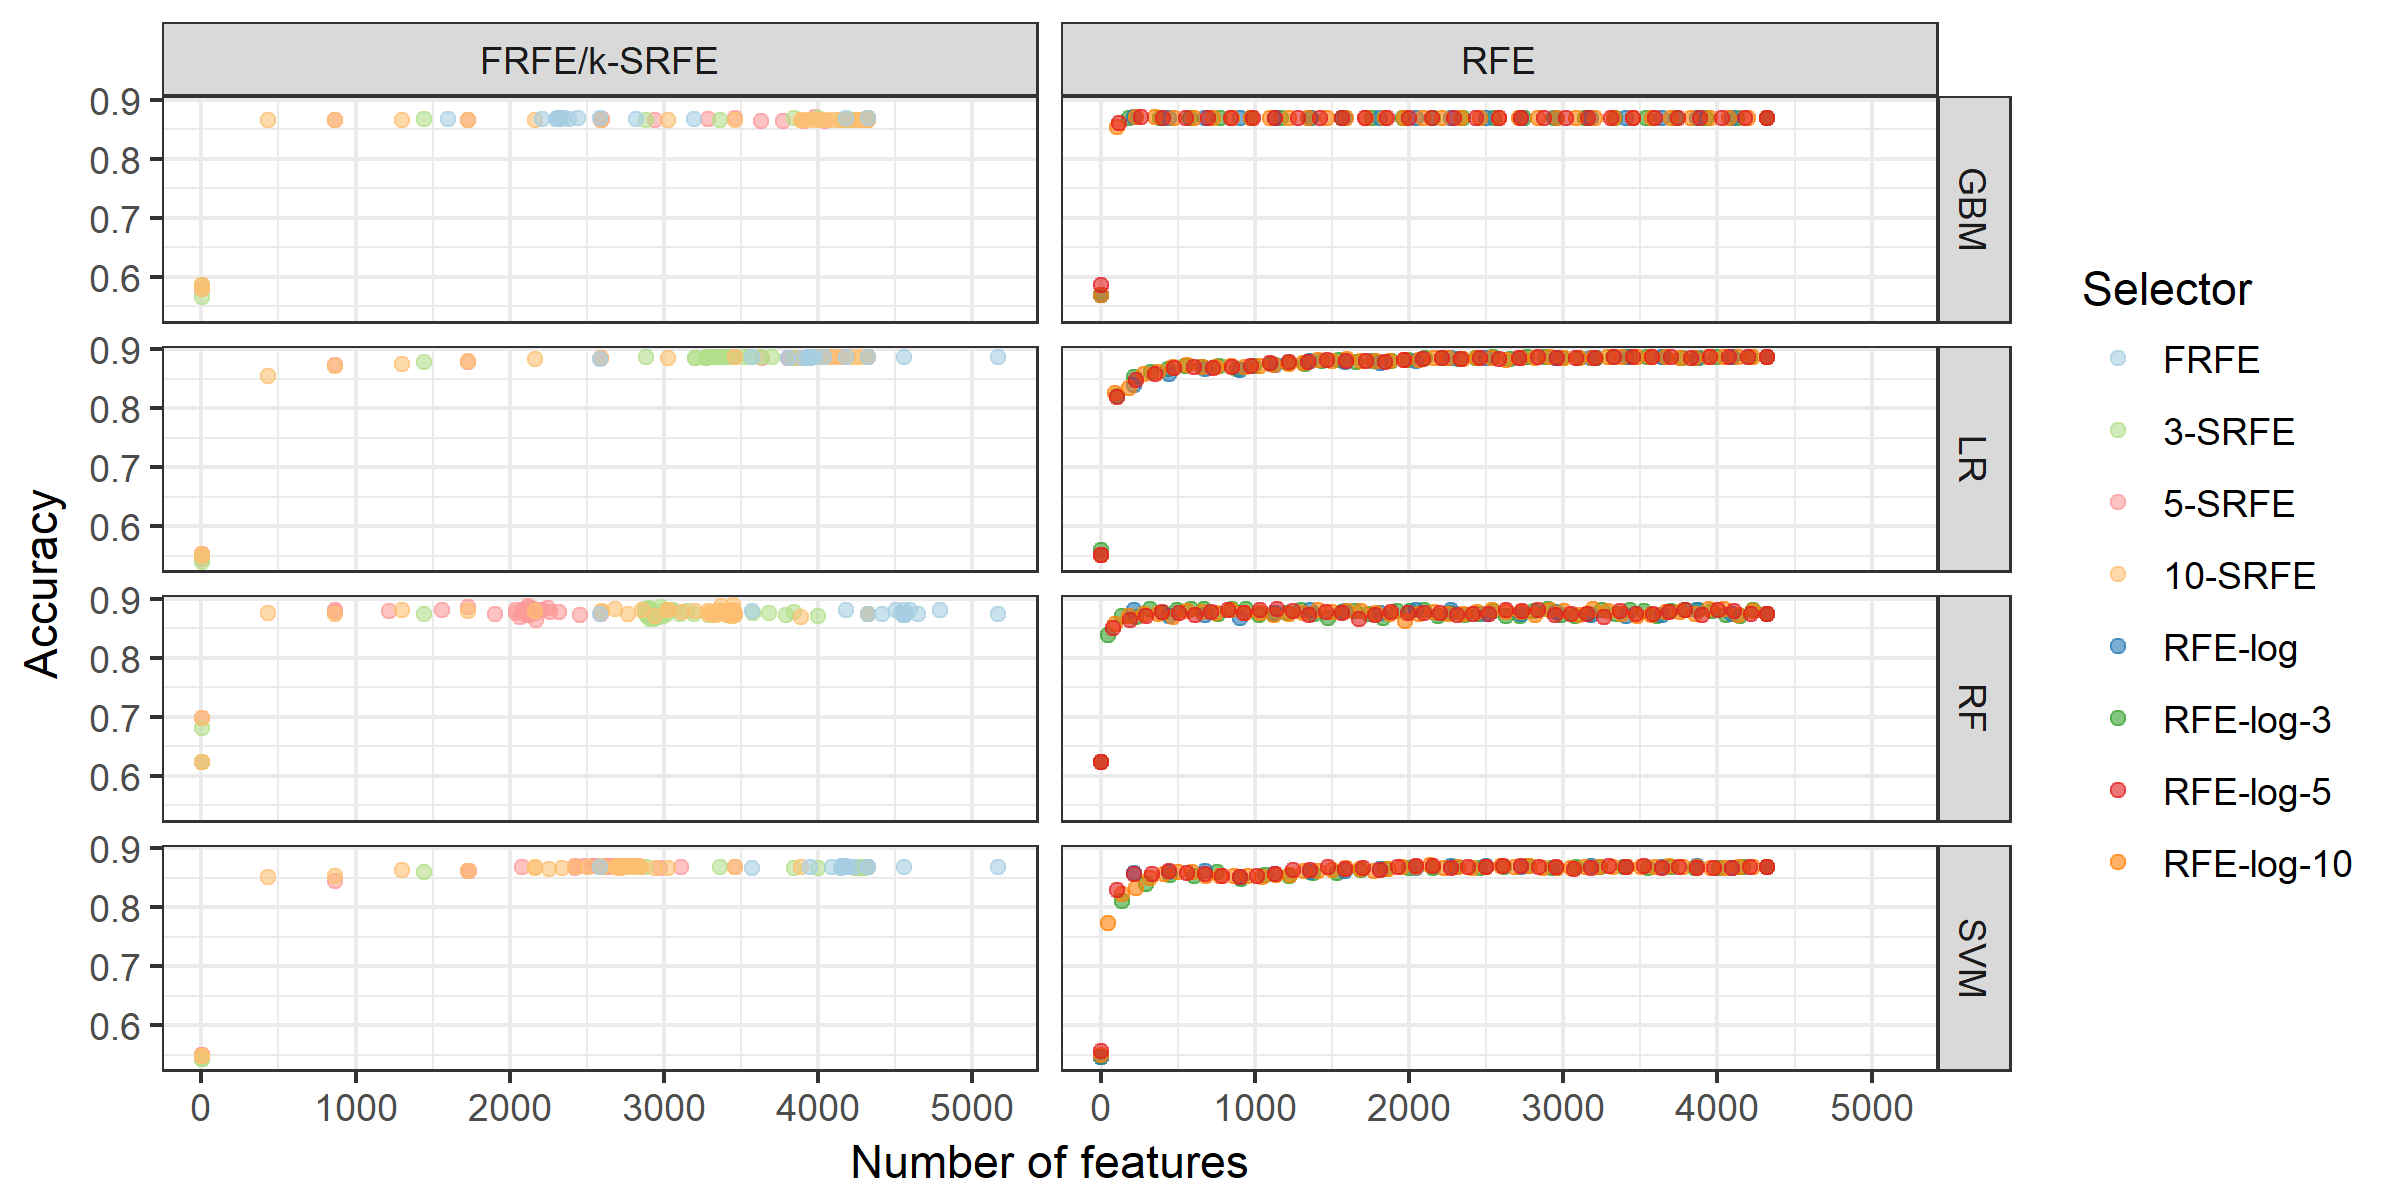 FRFE/k-SRFE
RFE
0.9
0.8
0.7
0.6
GBM
0.9
0.8
0.7
0.6
LR
0.9
0.8
0.7
0.6
RF
0.9
0.8
0.7
0.6
SVM
Accuracy
0 1000 2000 3000 4000 5000
0 1000 2000 3000 4000 5000
Number of features
Selector
FRFE
3-SRFE
5-SRFE
10-SRFE
RFE-log
RFE-log-3
RFE-log-5
RFE-log-10